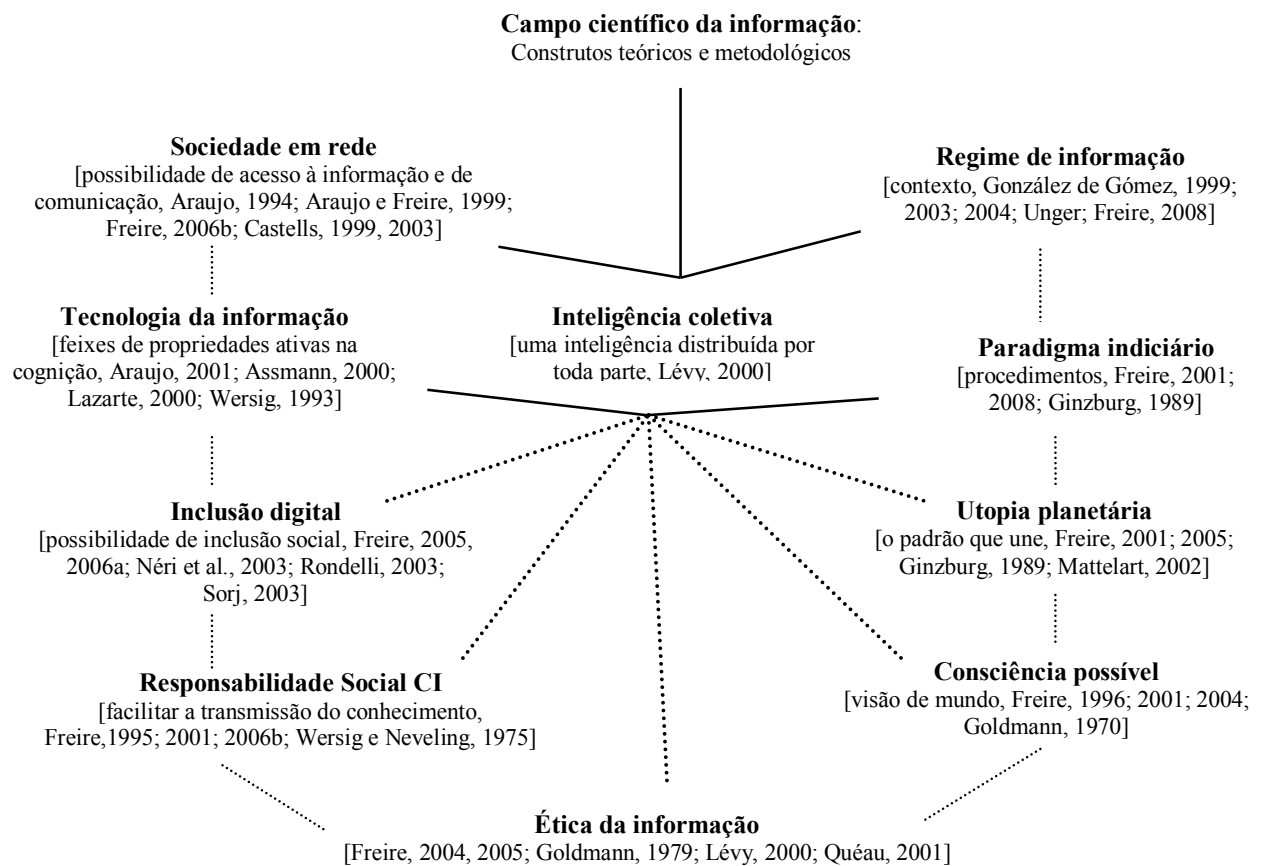 Campo científico da informação:
Construtos teóricos e metodológicos
Sociedade em rede
[possibilidade de acesso à informação e de
comunicação, Araujo, 1994; Araujo e Freire, 1999;
Freire, 2006b; Castells, 1999, 2003]
Regime de informação
[contexto, González de Gómez, 1999;
2003; 2004; Unger; Freire, 2008]
Tecnologia da informação
[feixes de propriedades ativas na
cognição, Araujo, 2001; Assmann, 2000;
Lazarte, 2000; Wersig, 1993]
Inteligência coletiva
[uma inteligência distribuída por
toda parte, Lévy, 2000]
Paradigma indiciário
[procedimentos, Freire, 2001;
2008; Ginzburg, 1989]
Inclusão digital
[possibilidade de inclusão social, Freire, 2005,
2006a; Néri et al., 2003; Rondelli, 2003;
Sorj, 2003]
Utopia planetária
[o padrão que une, Freire, 2001; 2005;
Ginzburg, 1989; Mattelart, 2002]
Responsabilidade Social CI
[facilitar a transmissão do conhecimento,
Freire,1995; 2001; 2006b; Wersig e Neveling, 1975]
Consciência possível
[visão de mundo, Freire, 1996; 2001; 2004;
Goldmann, 1970]
Ética da informação
[Freire, 2004, 2005; Goldmann, 1979; Lévy, 2000; Quéau, 2001]